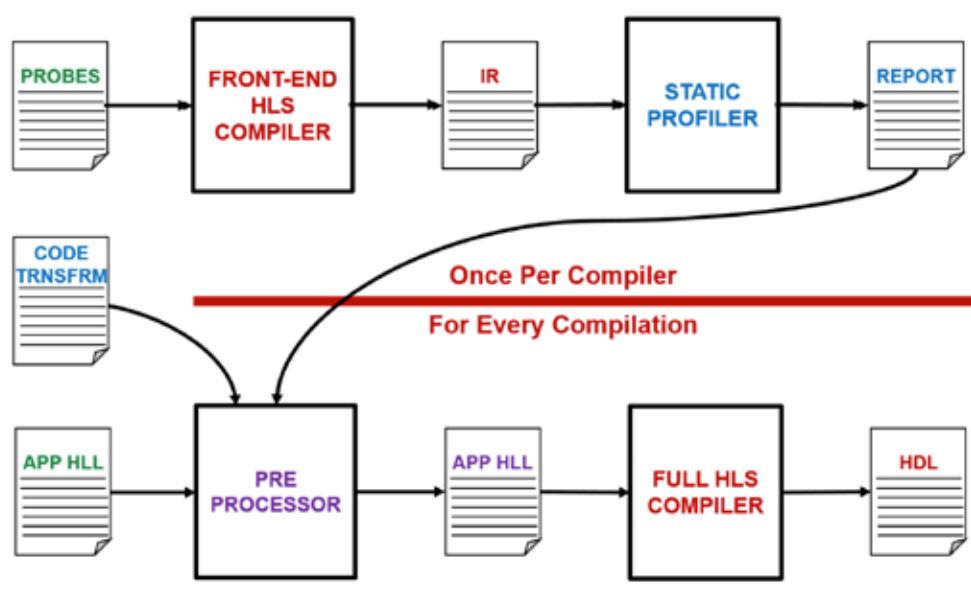 PROBES
FRONT-END
HLS
COMPILER
IR
STATIC
PROFILER
REPORT
CODE
TRNSFRM
Once Per Compiler
For Every Compilation
APP HLL
PRE
PROCESSOR
APP HLL
FULL HLS
COMPILER
HDL